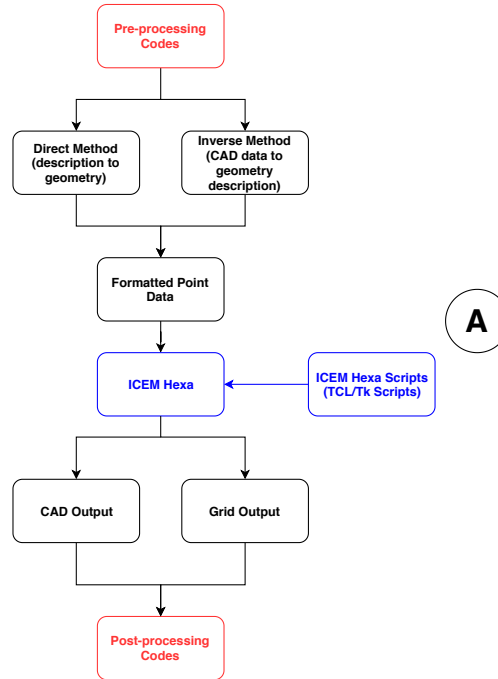 Pre-processing
Codes
Direct Method
(description to
geometry)
Inverse Method
(CAD data to
geometry
description)
Formatted Point
Data
A
ICEM Hexa
ICEM Hexa Scripts
(TCL/Tk Scripts)
CAD Output
Grid Output
Post-processing
Codes